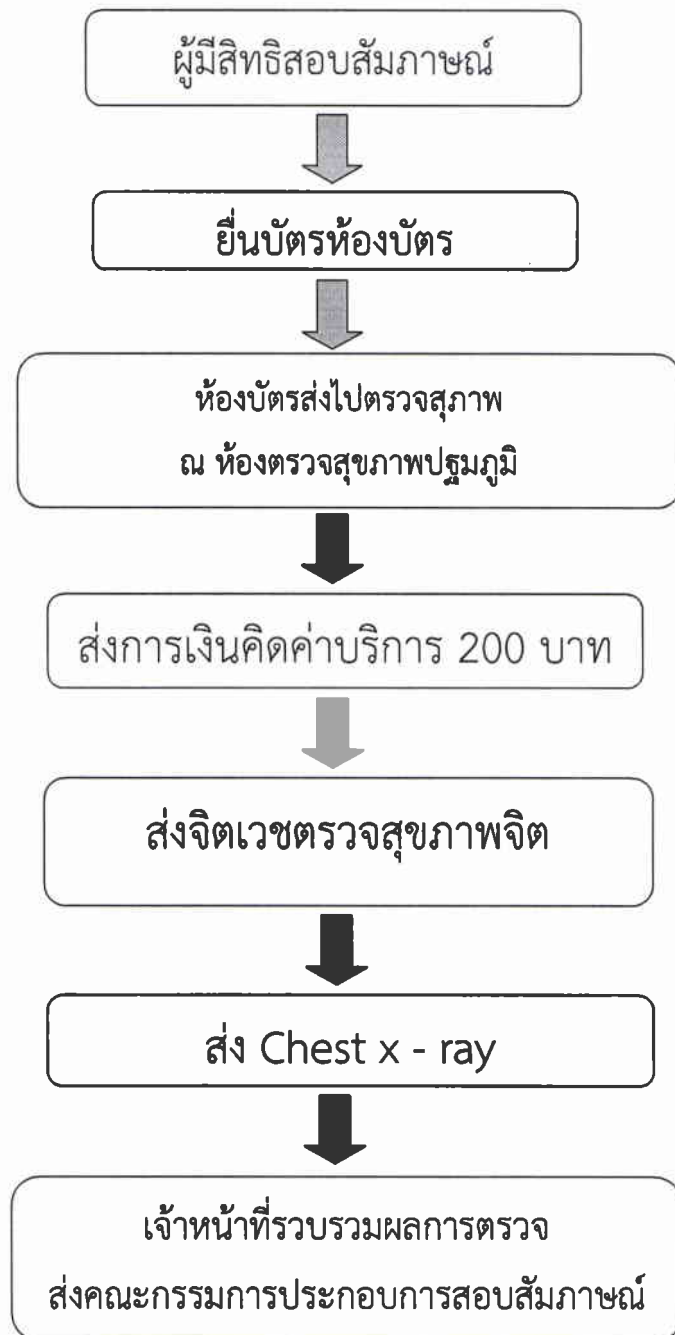 ผู้มีสิทธิสอบสัมภาษณ์
ยื่นบัตรห้องบัตร
ห้องบัตรส่งไปตรวจสุภาพ
ณ ห้องตรวจสุขภาพปฐมภูมิ
ส่งการเงินคิดค่าบริการ 200 บาท
ส่งจิตเวชตรวจสุขภาพจิต
ส่ง Chest x - ray
เจ้าหน้าที่รวบรวมผลการตรวจ
ส่งคณะกรรมการประกอบการสอบสัมภาษณ์